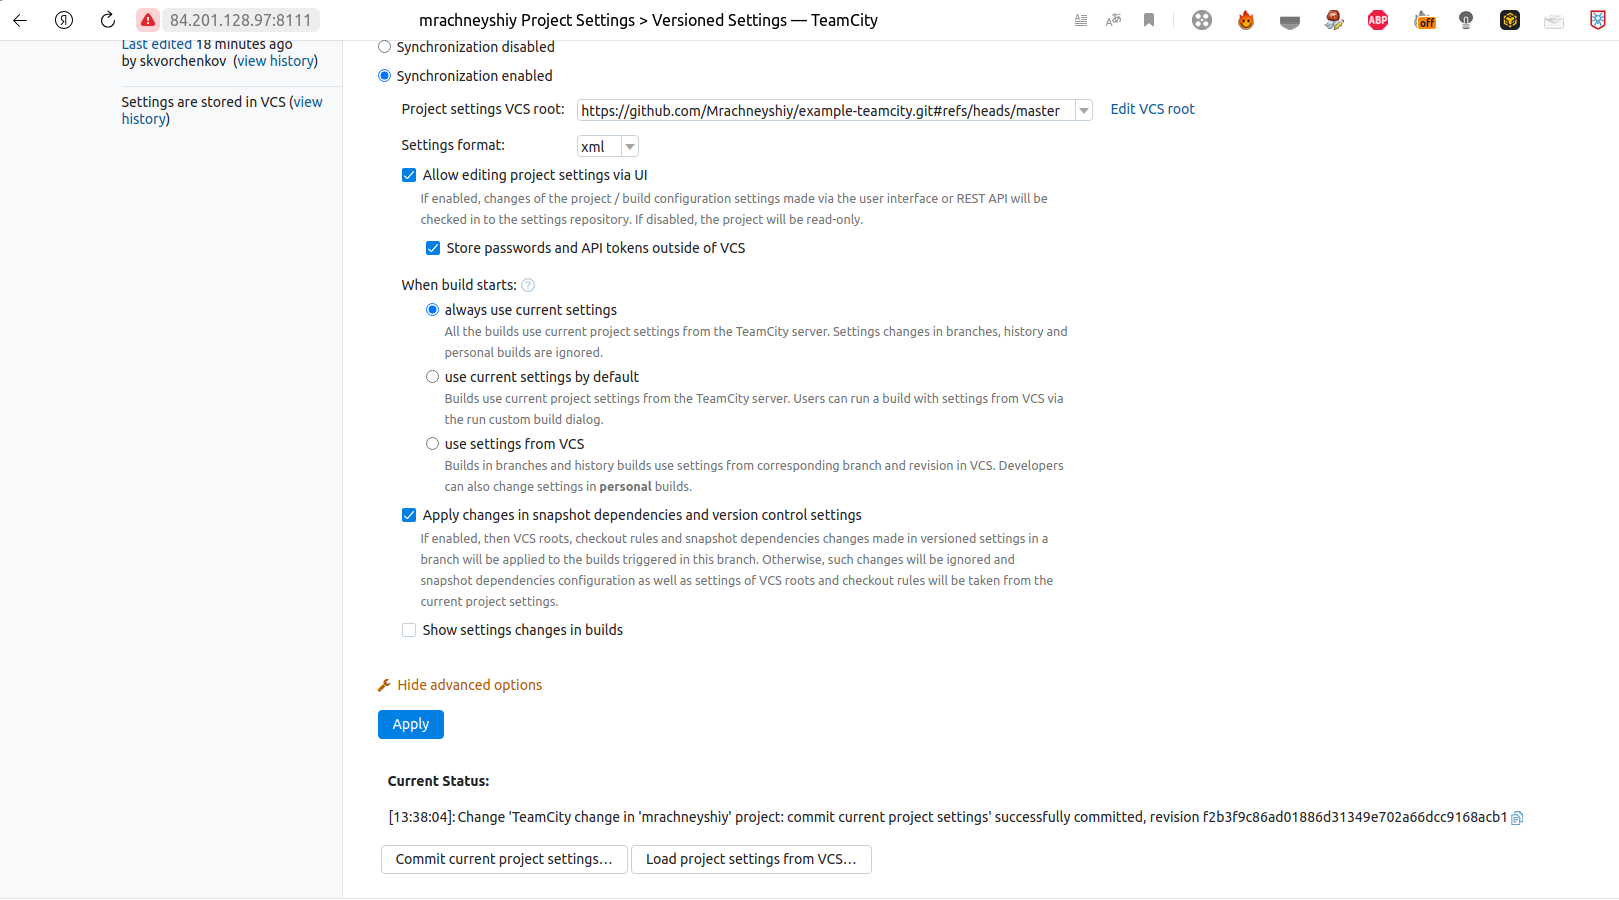 84.201.128.97:8111
mrachneyshiy Project Settings > Versioned Settings — TeamCity
ABP
off
Last edited 18 minutes ago
by skvorchenkov (view history)
Settings are stored in VCS (view
history)
Synchronization disabled
Synchronization enabled
Project settings VCS root: https://github.com/Mrachneyshiy/example-teamcity.git#refs/heads/master Edit VCS root
Settings format: xml
Allow editing project settings via UI
If enabled, changes of the project / build configuration settings made via the user interface or REST API will be
checked in to the settings repository. If disabled, the project will be read-only.
Store passwords and API tokens outside of VCS
When build starts: ?
always use current settings
All the builds use current project settings from the TeamCity server. Settings changes in branches, history and
personal builds are ignored.
use current settings by default
Builds use current project settings from the TeamCity server. Users can run a build with settings from VCS via
the run custom build dialog.
use settings from VCS
Builds in branches and history builds use settings from corresponding branch and revision in VCS. Developers
can also change settings in personal builds.
Apply changes in snapshot dependencies and version control settings
If enabled, then VCS roots, checkout rules and snapshot dependencies changes made in versioned settings in a
branch will be applied to the builds triggered in this branch. Otherwise, such changes will be ignored and
snapshot dependencies configuration as well as settings of VCS roots and checkout rules will be taken from the
current project settings.
Show settings changes in builds
Hide advanced options
Apply
Current Status:
[13:38:04]: Change 'TeamCity change in 'mrachneyshiy' project: commit current project settings' successfully committed, revision f2b3f9c86ad01886d31349e702a66dcc9168acb1
Commit current project settings... Load project settings from VCS...